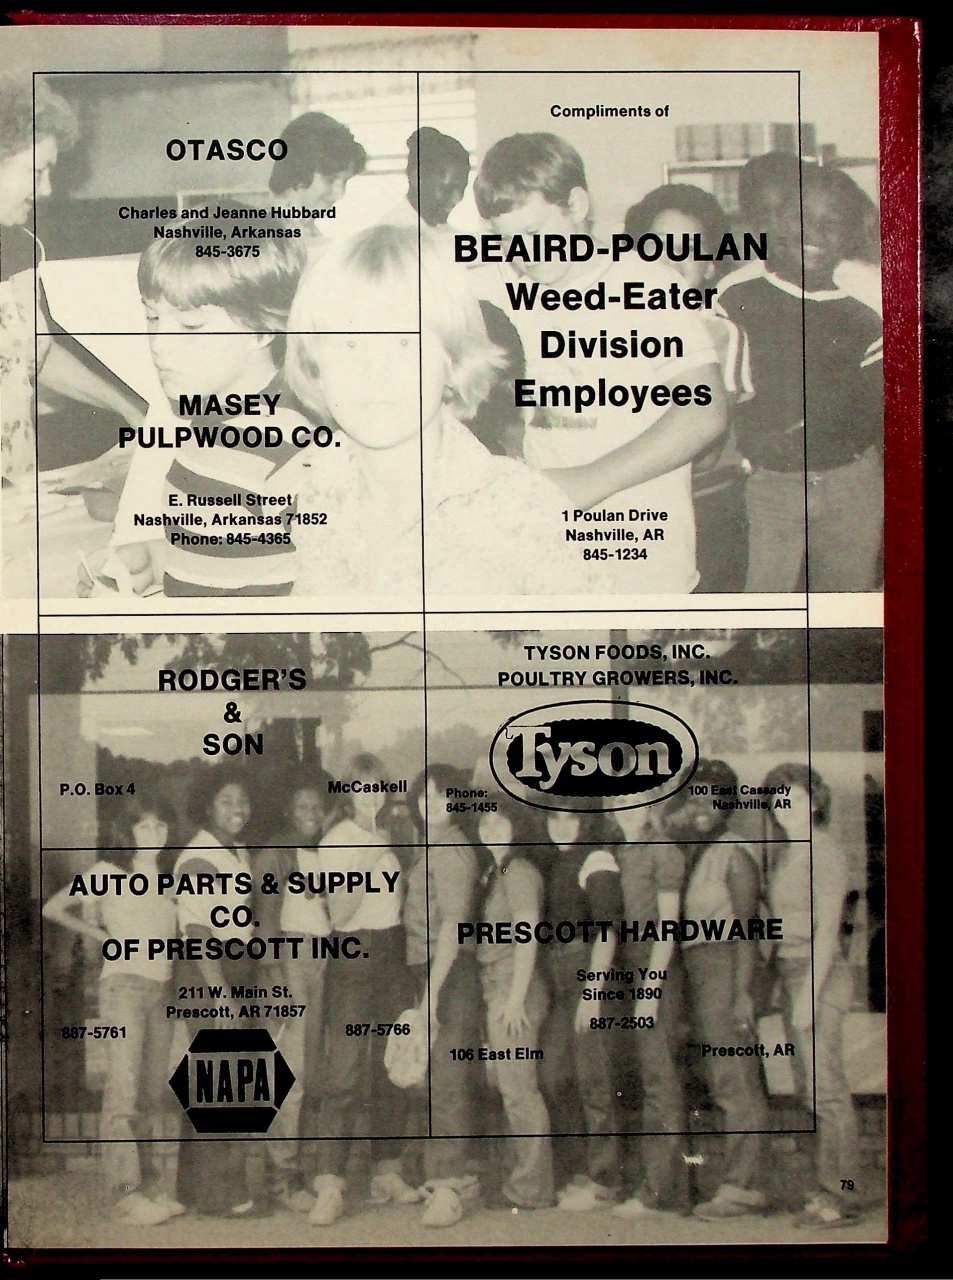 OTASCO
Charles and Jeanne Hubbard
Nashville, Arkansas
845-3675
Compliments of
BEAIRD-POULAN
Weed-Eater
Division
Employees
1 Poulan Drive
Nashville, AR
845-1234
MASEY
PULPWOOD CO.
E. Russell Street
Nashville, Arkansas 71852
Phone: 845-4365
RODGER'S
&
SON
P.O. Box 4
McCaskell
TYSON FOODS, INC.
POULTRY GROWERS, INC.
Tyson
Phone:
845-1455
100 East Cassady
Nashville, AR
AUTO PARTS & SUPPLY
CO.
OF PRESCOTT INC.
211 W. Main St.
Prescott, AR 71857
887-5761
887-5766
NAPA
PRESCOTT HARDWARE
Serving You
Since 1890
887-2503
106 East Elm
Prescott, AR
79